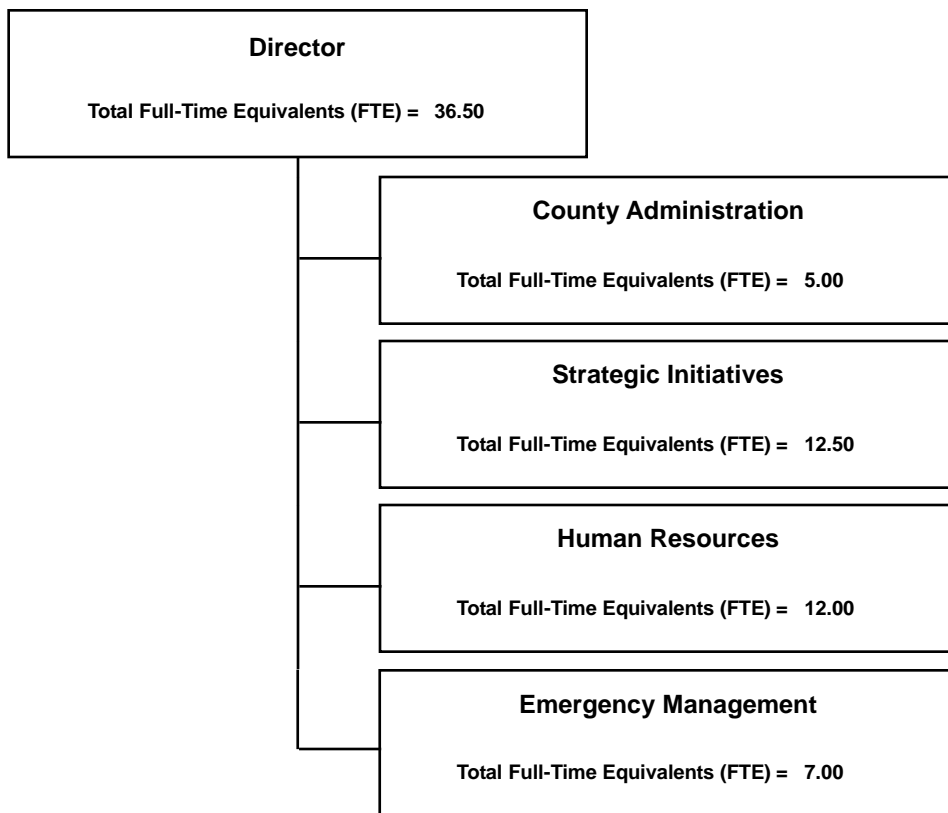 Director
Total Full-Time Equivalents (FTE) = 36.50
County Administration
Total Full-Time Equivalents (FTE) = 5.00
Strategic Initiatives
Total Full-Time Equivalents (FTE) = 12.50
Human Resources
Total Full-Time Equivalents (FTE) = 12.00
Emergency Management
Total Full-Time Equivalents (FTE) = 7.00